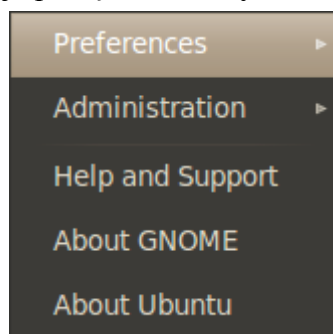 Preferences
Administration
Help and Support
About GNOME
About Ubuntu